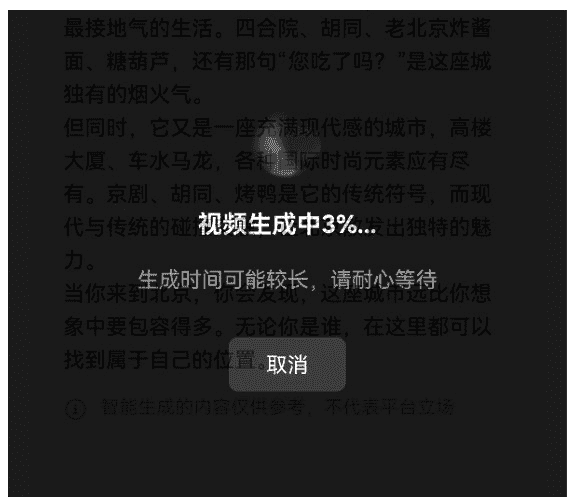 最接地气的生活。四合院、胡同、老北京炸酱
面、糖葫芦，还有那句“您吃了吗？”是这座城
独有的烟火气。
但同时，它又是一座充满现代感的城市，高楼
大厦、车水马龙，各种国际时尚元素应有尽
有。京剧、胡同、烤鸭是它的传统符号，而现
视频生成中3%...
代与传统的碰撞 发出独特的魅
力。
生成时间可能较长，请耐心等待
当你来到北京，你会发现，这座城市远比你想
象中要包容得多。无论你是谁，在这里都可以
找到属于自己的位置。
取消
智能生成的内容仅供参考，不代表平台立场